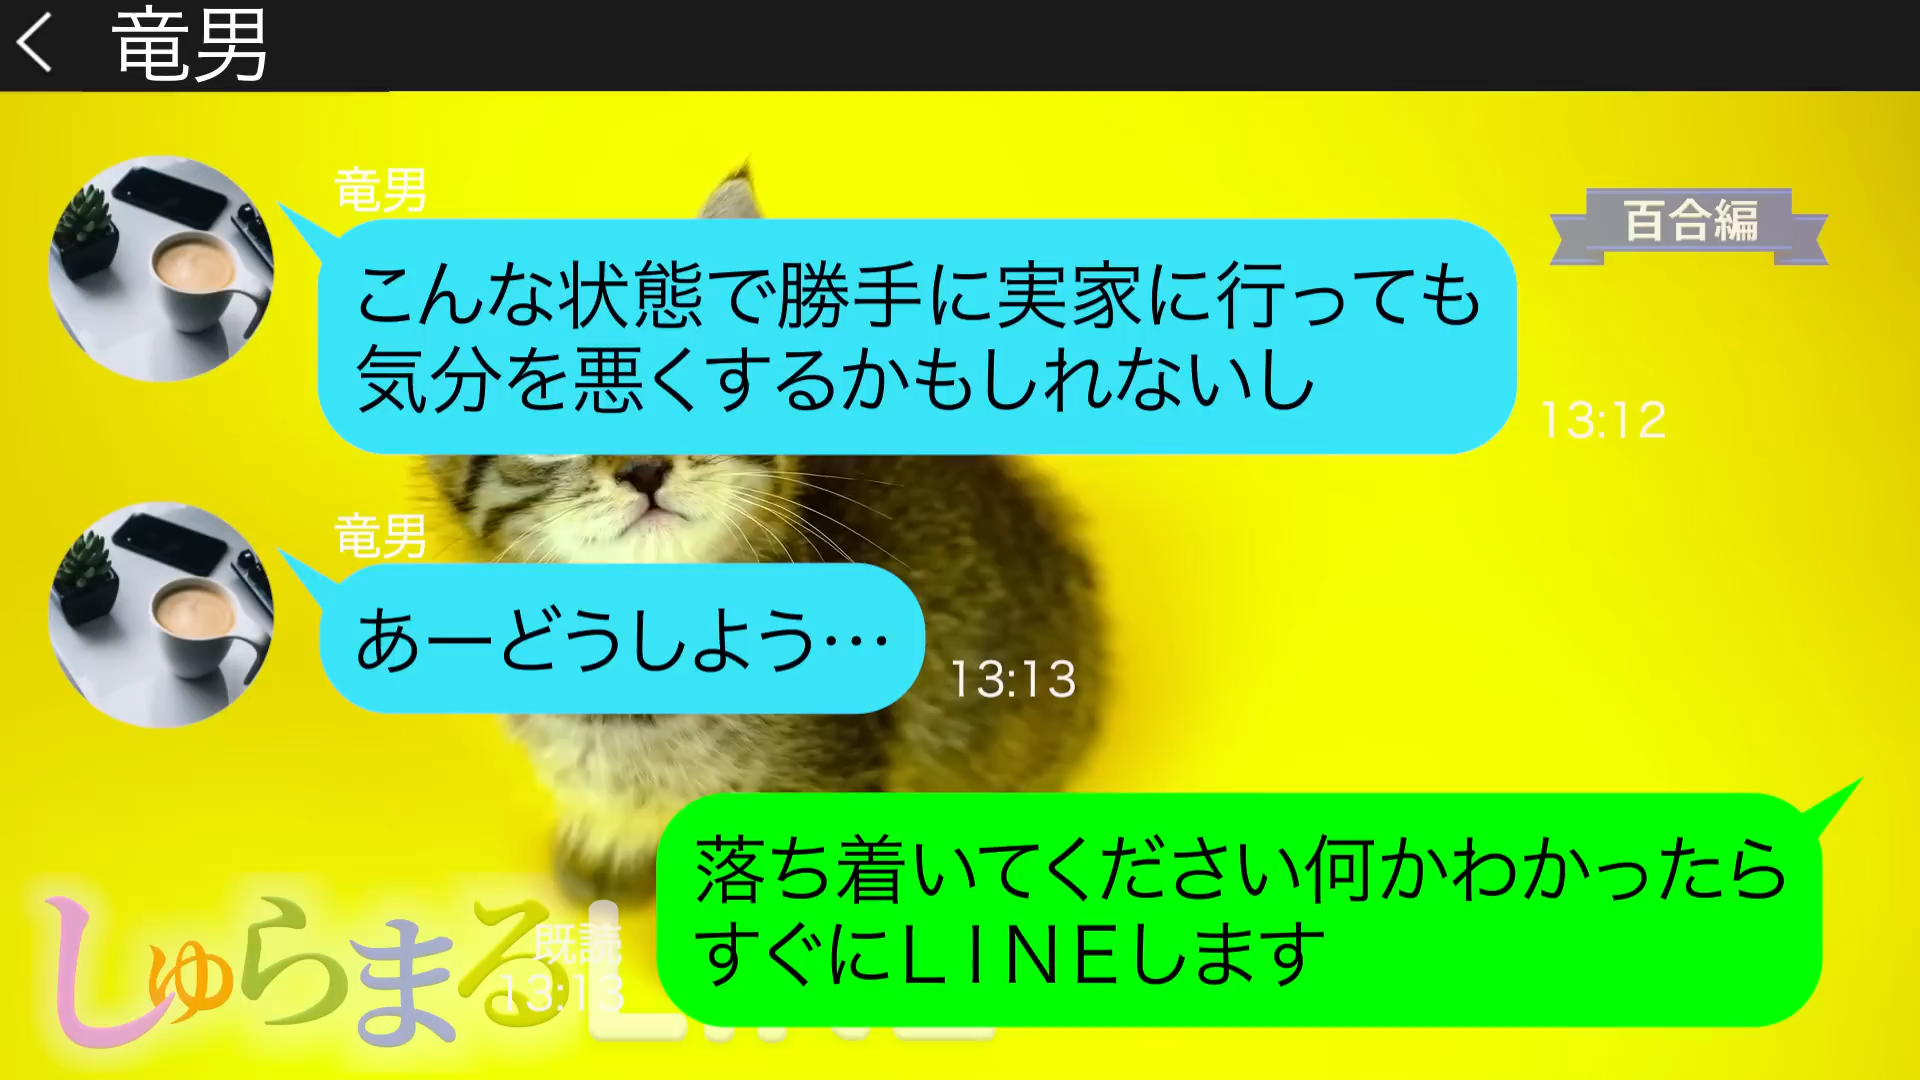 竜男
竜男
百合編
こんな状態で勝手に実家に行っても
気分を悪くするかもしれないし
13:12
竜男
あーどうしよう…
13:13
落ち着いてください何かわかったら
すぐにＬＩＮＥします
既読
13:13
しゅらまるLINE